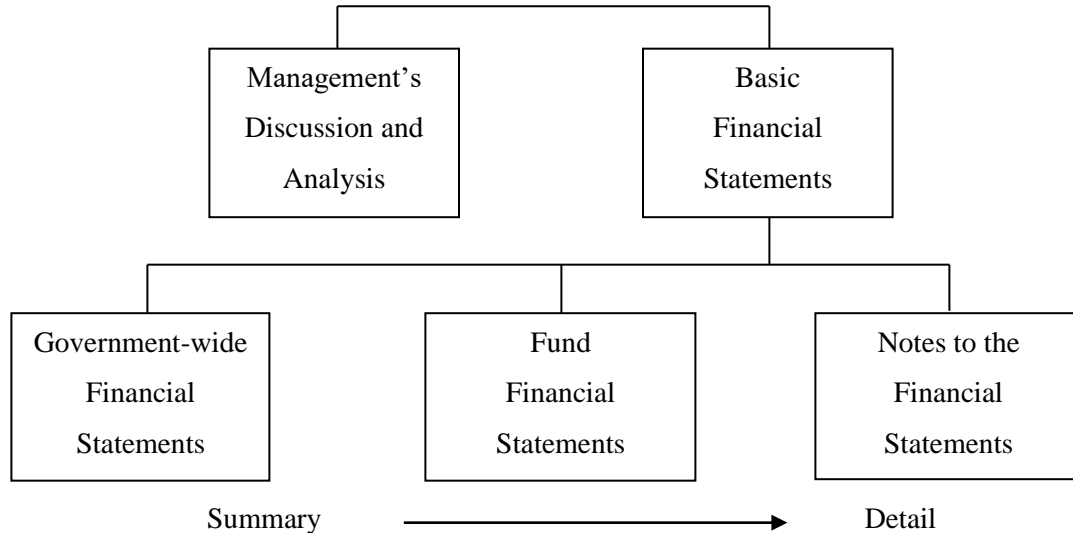 Management’s
Discussion and
Analysis
Basic
Financial
Statements
Government-wide
Financial
Statements
Fund
Financial
Statements
Notes to the
Financial
Statements
Summary
Detail